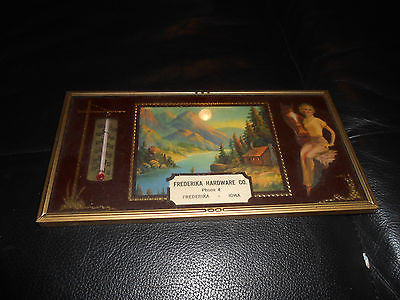 FREDERIKA HARDWARE CO.
Phone 4
FREDERIKA - IOWA